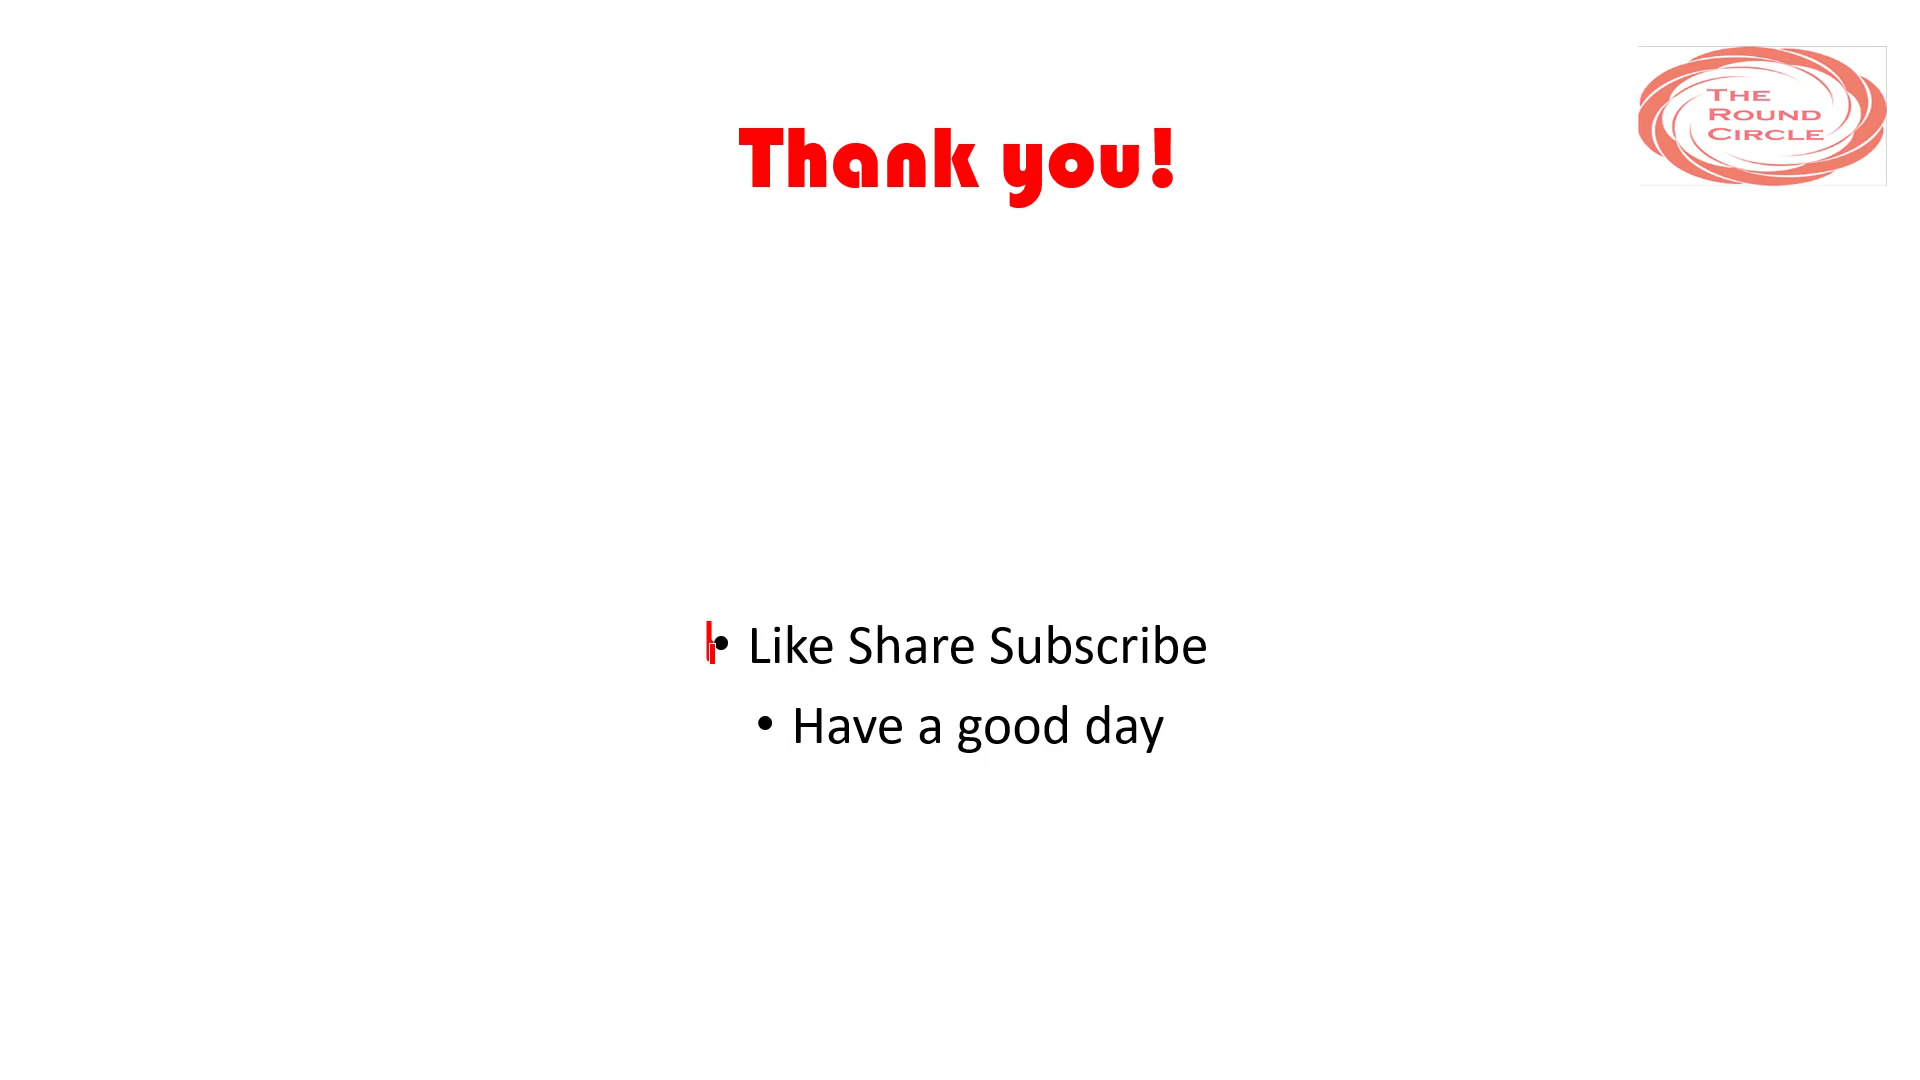 THE
ROUND
CIRCLE
Thank you!
• Like Share Subscribe
• Have a good day